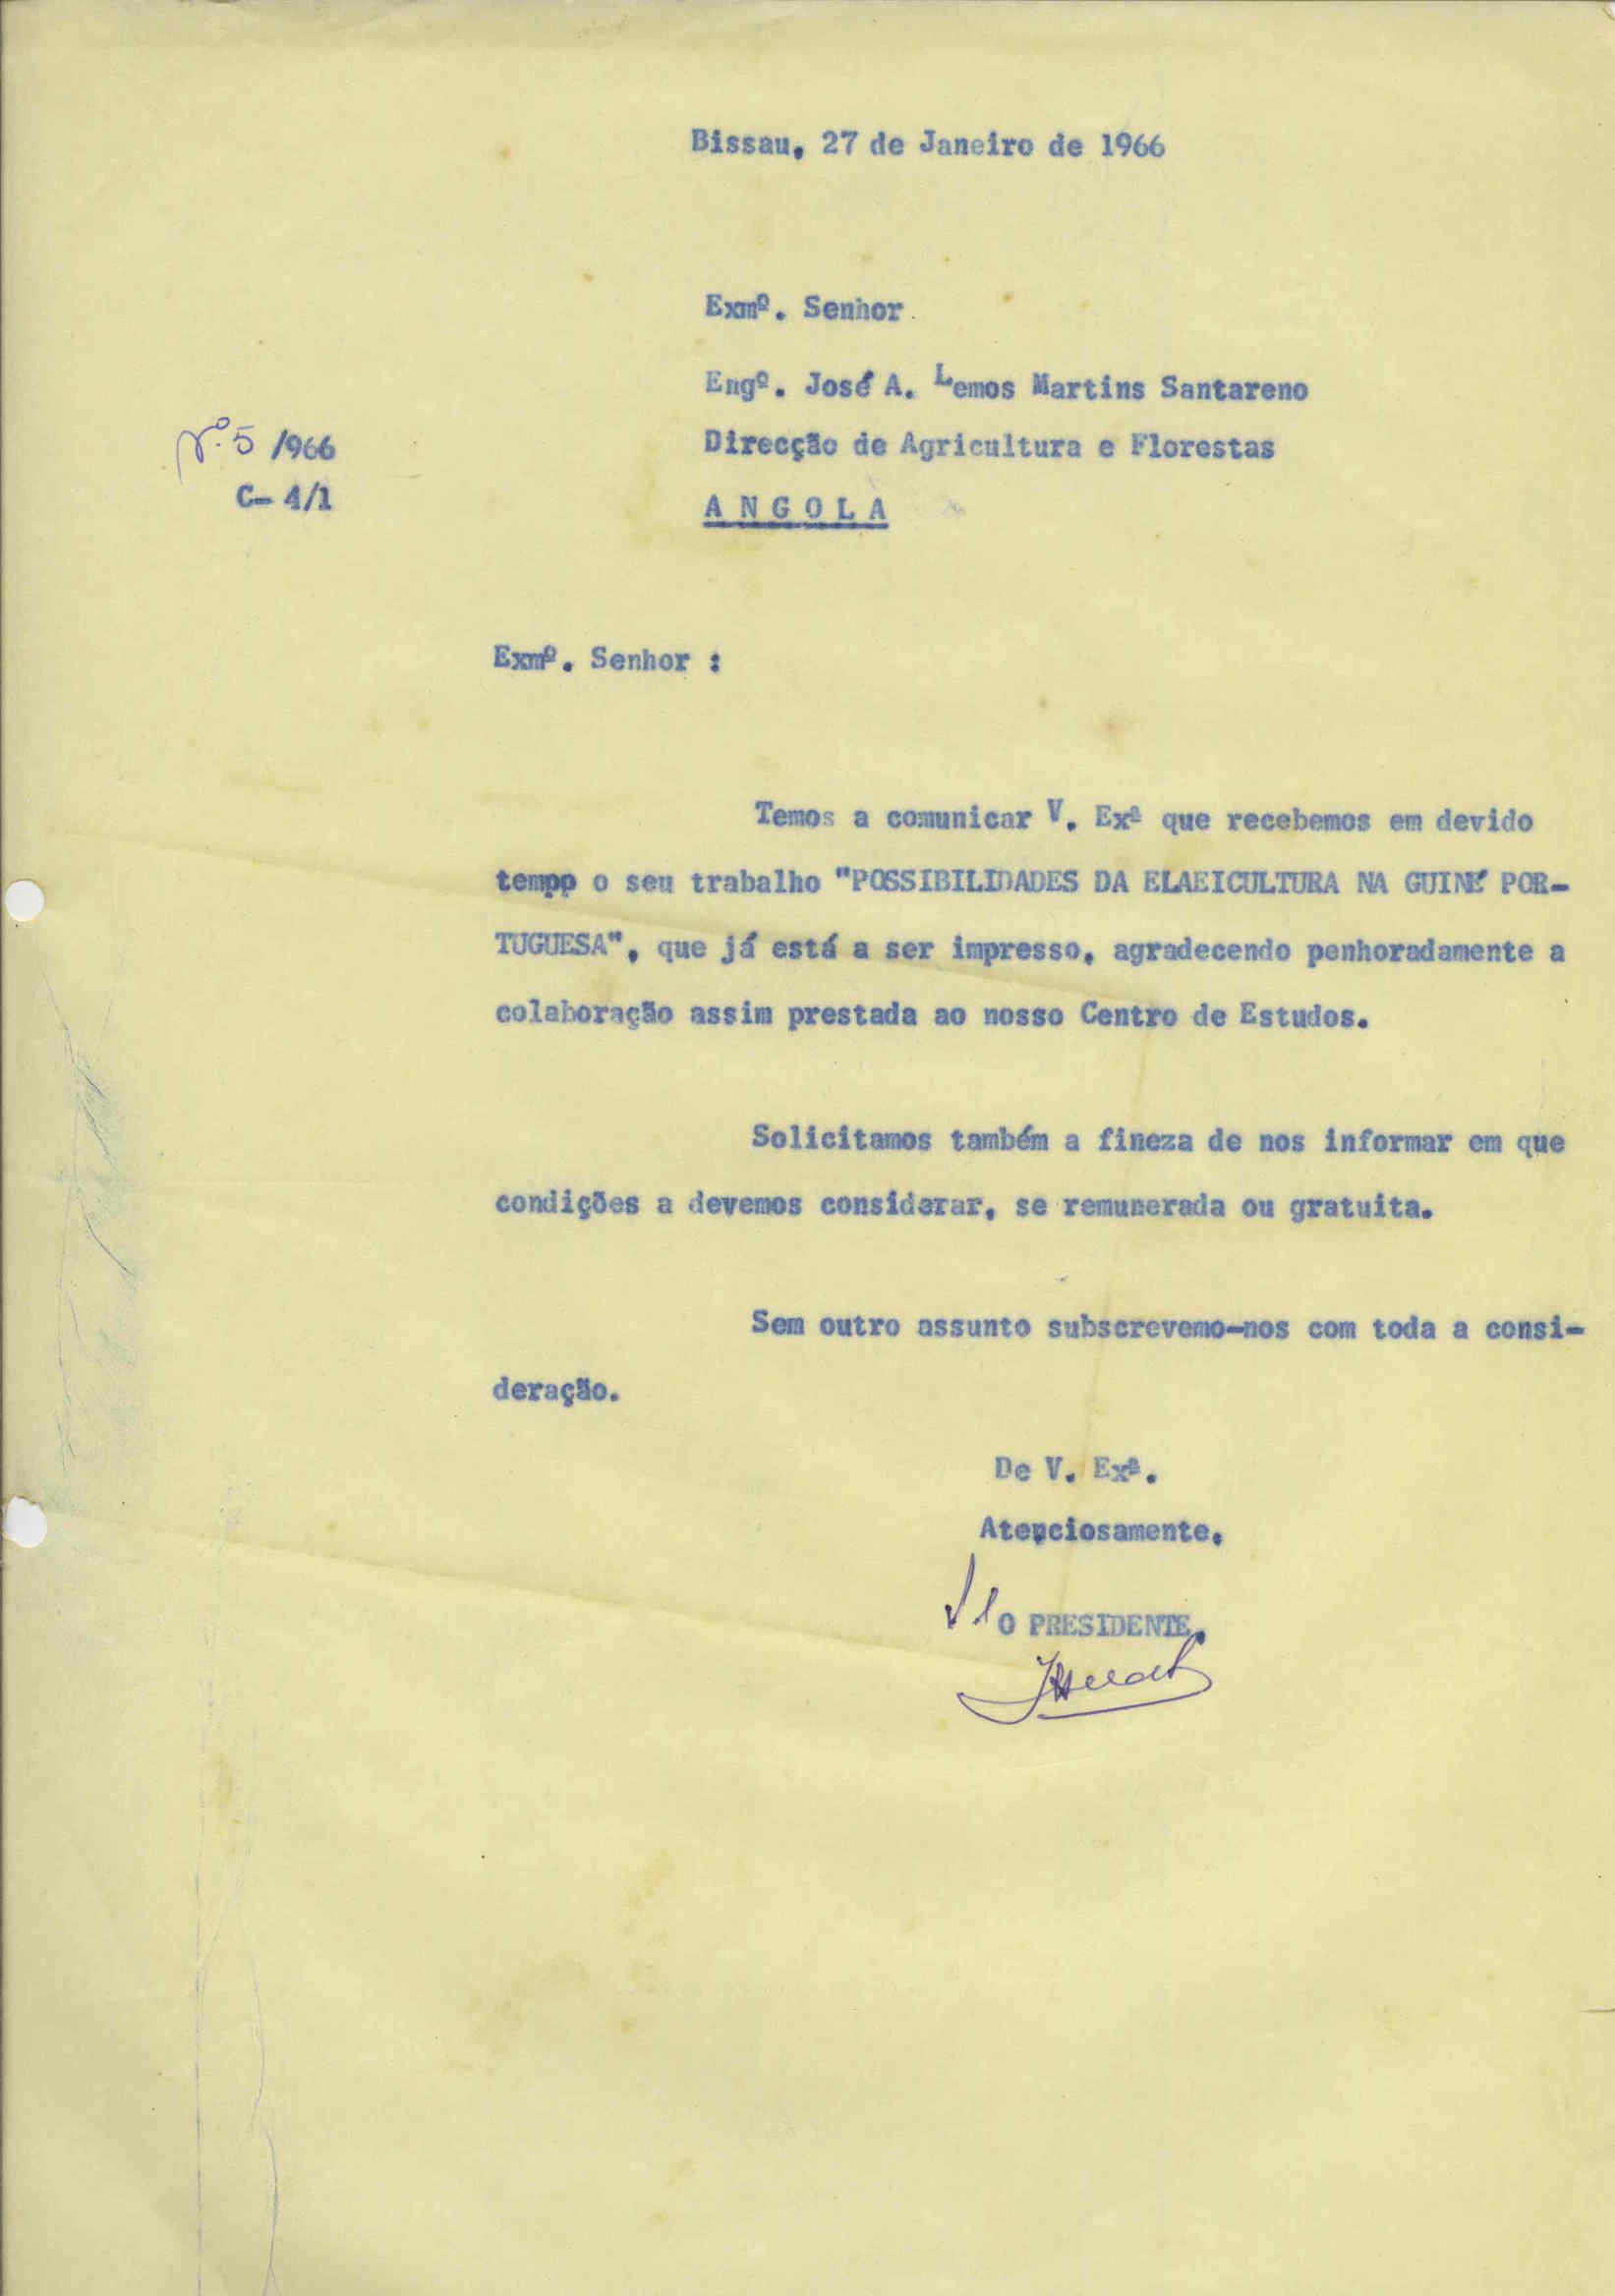 Bissau, 27 de Janeiro de 1966
Exmº. Senhor
Engº. José A. Lemos Martins Santareno
Direcção de Agricultura e Florestas
ANGOLA
Nº. 5 /966
C- 4/1
Exmº. Senhor :
Temos a comunicar V. Exª que recebemos em devido
tempo o seu trabalho "POSSIBILIDADES DA ELAEICULTURA NA GUINÉ POR-
TUGUESA", que já está a ser impresso, agradecendo penhoradamente a
colaboração assim prestada ao nosso Centro de Estudos.
Solicitamos também a fineza de nos informar em que
condições a devemos considerar, se remunerada ou gratuita.
Sem outro assunto subscrevemo-nos com toda a consi-
deração.
De V. Exª.
Atenciosamente,
O PRESIDENTE,